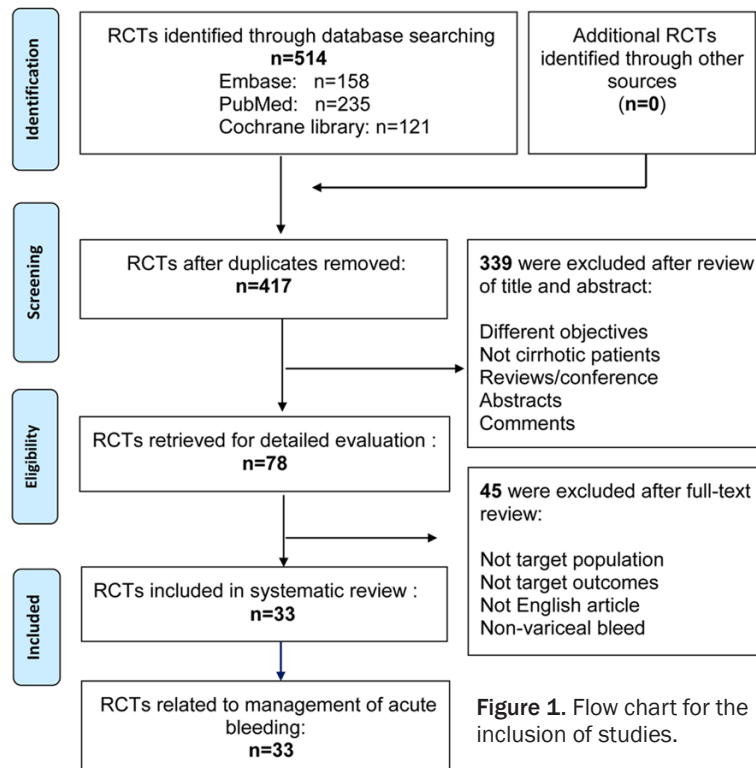 Identification
RCTs identified through database searching
n=514
Embase: n=158
PubMed: n=235
Cochrane library: n=121
Additional RCTs
identified through other
sources
(n=0)
Screening
RCTs after duplicates removed:
n=417
339 were excluded after review
of title and abstract:
Different objectives
Not cirrhotic patients
Reviews/conference
Abstracts
Comments
Eligibility
RCTs retrieved for detailed evaluation :
n=78
45 were excluded after full-text
review:
Not target population
Not target outcomes
Not English article
Non-variceal bleed
Included
RCTs included in systematic review :
n=33
RCTs related to management of acute
bleeding:
n=33
Figure 1. Flow chart for the
inclusion of studies.